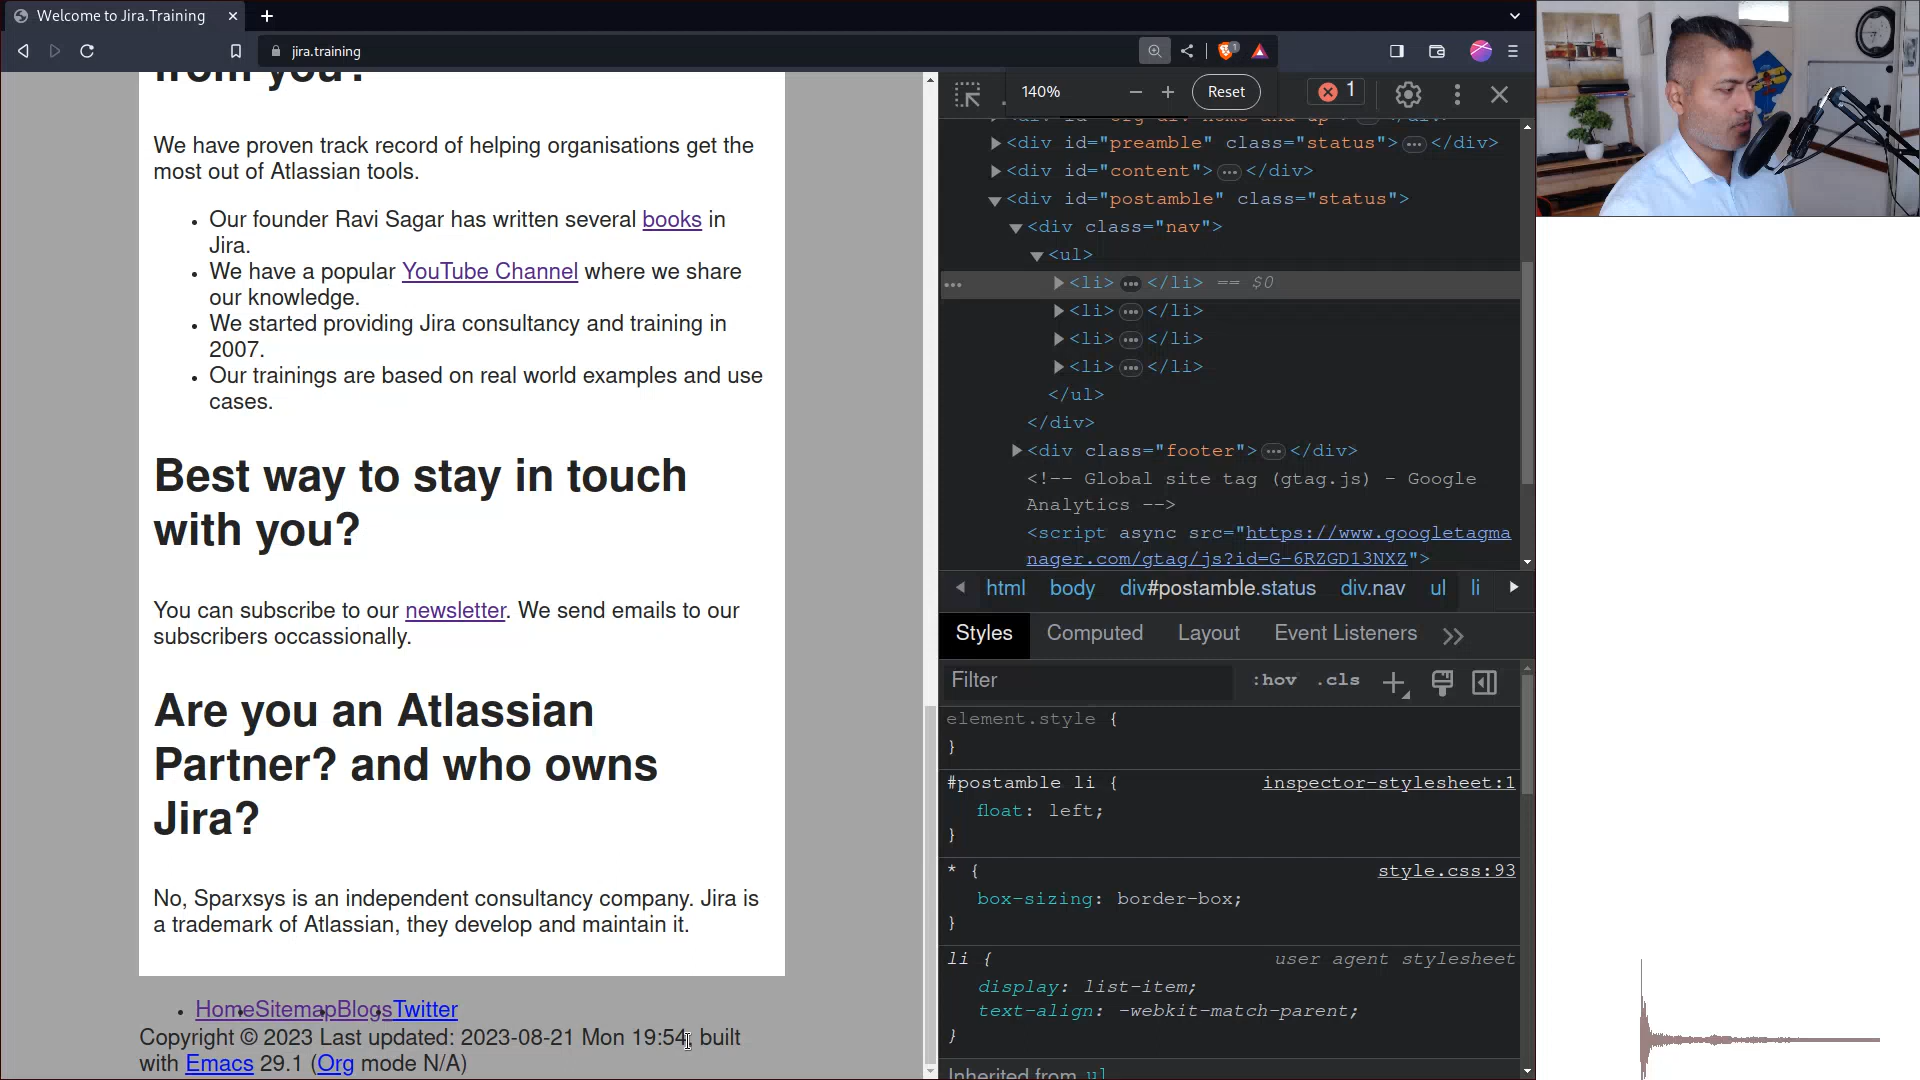 Welcome to Jira.Training
jira.training
140%
Reset
1
from you?
We have proven track record of helping organisations get the
most out of Atlassian tools.
• Our founder Ravi Sagar has written several books in
Jira.
• We have a popular YouTube Channel where we share
our knowledge.
• We started providing Jira consultancy and training in
2007.
• Our trainings are based on real world examples and use
cases.
Best way to stay in touch
with you?
You can subscribe to our newsletter. We send emails to our
subscribers occassionally.
Are you an Atlassian
Partner? and who owns
Jira?
No, Sparxsys is an independent consultancy company. Jira is
a trademark of Atlassian, they develop and maintain it.
• HomeSitemapBlogsTwitter
Copyright © 2023 Last updated: 2023-08-21 Mon 19:54, built
with Emacs 29.1 (Org mode N/A)
<div id="preamble" class="status"> … </div>
<div id="content"> … </div>
<div id="postamble" class="status">
<div class="nav">
<ul>
<li> … </li> == $0
<li> … </li>
<li> … </li>
<li> … </li>
</ul>
</div>
<div class="footer"> … </div>
<!-- Global site tag (gtag.js) - Google
Analytics -->
<script async src="https://www.googletagma
nager.com/gtag/js?id=G-6RZGD13NXZ">
html body div#postamble.status div.nav ul li
Styles Computed Layout Event Listeners
Filter :hov .cls
element.style {
}
#postamble li { inspector-stylesheet:1
float: left;
}
* { style.css:93
box-sizing: border-box;
}
li { user agent stylesheet
display: list-item;
text-align: -webkit-match-parent;
}
Inherited from ul